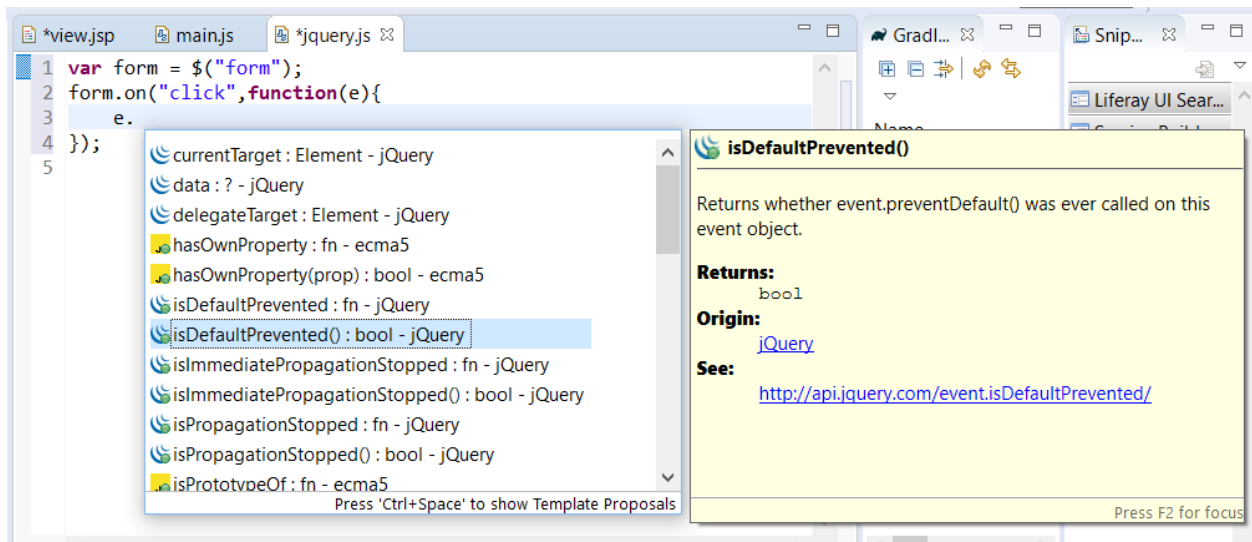 *view.jsp main.js *jquery.js Gradl... Snip...
1 var form = $("form");
2 form.on("click",function(e){
3 e.
4 });
5
Liferay UI Sear...
Name
currentTarget : Element - jQuery
data : ? - jQuery
delegateTarget : Element - jQuery
hasOwnProperty : fn - ecma5
hasOwnProperty(prop) : bool - ecma5
isDefaultPrevented : fn - jQuery
isDefaultPrevented() : bool - jQuery
isImmediatePropagationStopped : fn - jQuery
isImmediatePropagationStopped() : bool - jQuery
isPropagationStopped : fn - jQuery
isPropagationStopped() : bool - jQuery
isPrototypeOf : fn - ecma5
Press 'Ctrl+Space' to show Template Proposals
isDefaultPrevented()
Returns whether event.preventDefault() was ever called on this
event object.
Returns:
bool
Origin:
jQuery
See:
http://api.jquery.com/event.isDefaultPrevented/
Press F2 for focus